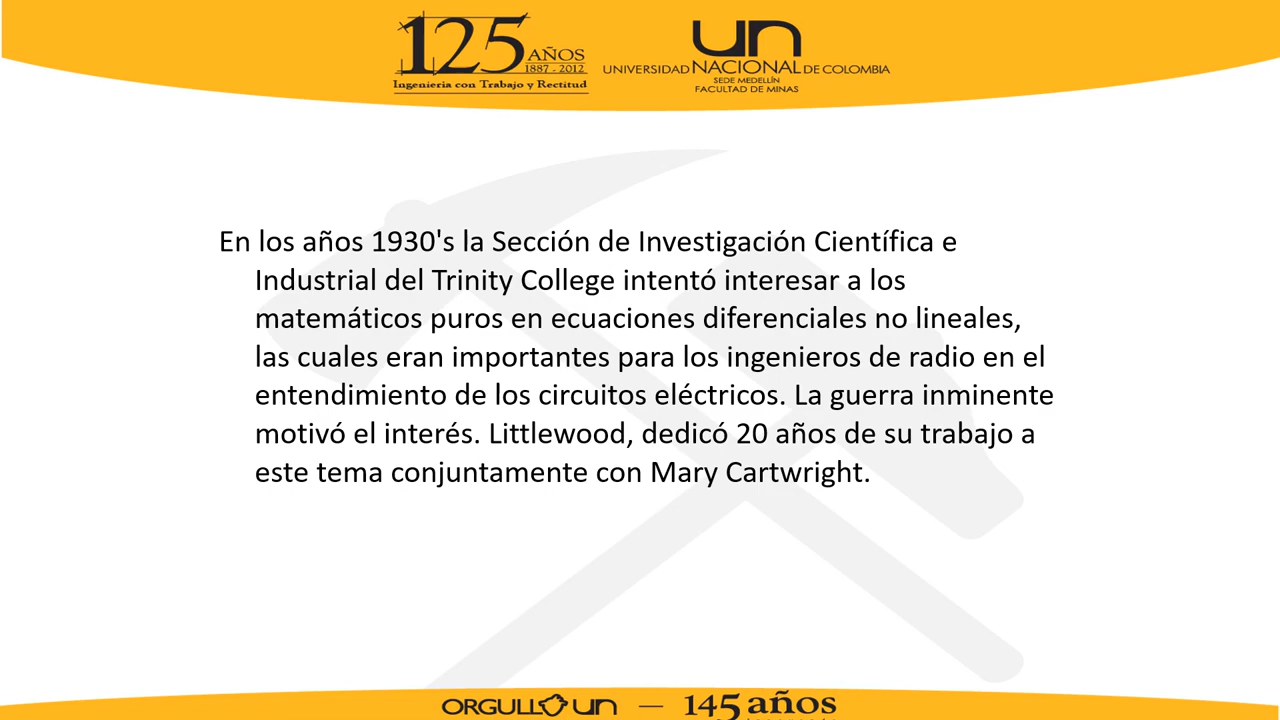 125 AÑOS
1887 - 2012
Ingeniería con Trabajo y Rectitud
un
UNIVERSIDAD NACIONAL DE COLOMBIA
SEDE MEDELLÍN
FACULTAD DE MINAS
En los años 1930's la Sección de Investigación Científica e
Industrial del Trinity College intentó interesar a los
matemáticos puros en ecuaciones diferenciales no lineales,
las cuales eran importantes para los ingenieros de radio en el
entendimiento de los circuitos eléctricos. La guerra inminente
motivó el interés. Littlewood, dedicó 20 años de su trabajo a
este tema conjuntamente con Mary Cartwright.
ORGULLO un — 145 años